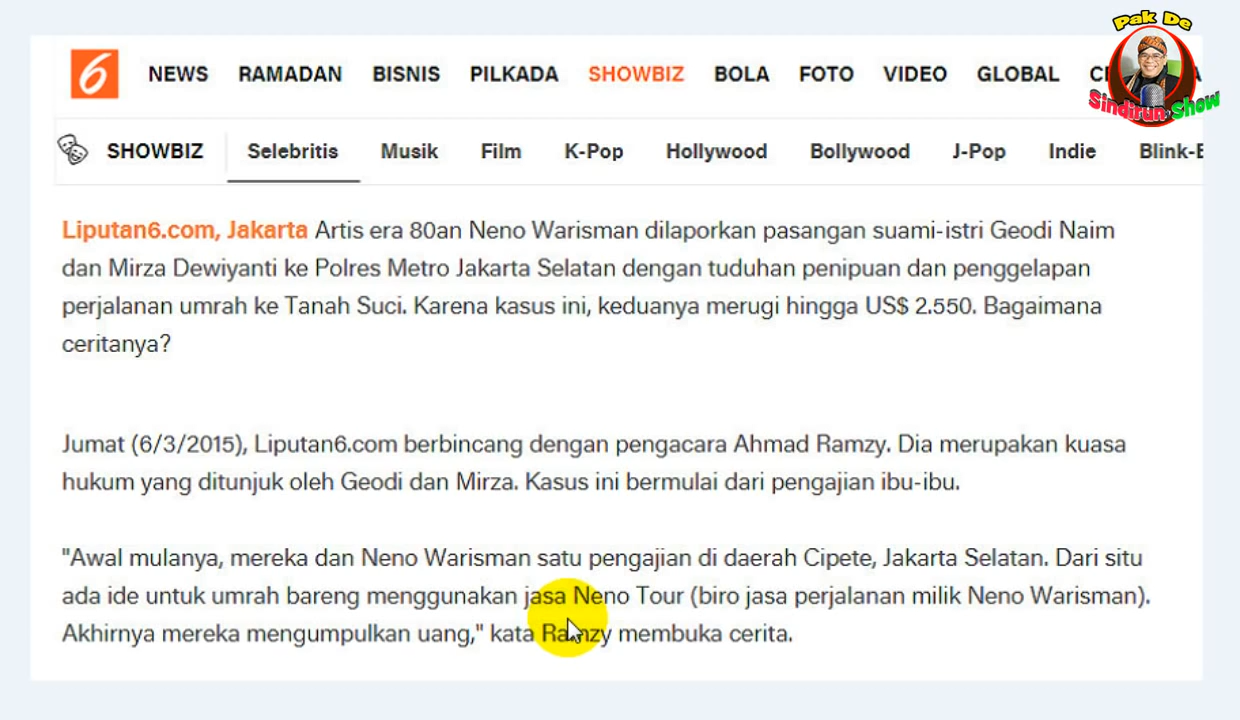 Pak De
Sindirun Show
6 NEWS RAMADAN BISNIS PILKADA SHOWBIZ BOLA FOTO VIDEO GLOBAL
SHOWBIZ Selebritis Musik Film K-Pop Hollywood Bollywood J-Pop Indie
Liputan6.com, Jakarta Artis era 80an Neno Warisman dilaporkan pasangan suami-istri Geodi Naim
dan Mirza Dewiyanti ke Polres Metro Jakarta Selatan dengan tuduhan penipuan dan penggelapan
perjalanan umrah ke Tanah Suci. Karena kasus ini, keduanya merugi hingga US$ 2.550. Bagaimana
ceritanya?
Jumat (6/3/2015), Liputan6.com berbincang dengan pengacara Ahmad Ramzy. Dia merupakan kuasa
hukum yang ditunjuk oleh Geodi dan Mirza. Kasus ini bermulai dari pengajian ibu-ibu.
"Awal mulanya, mereka dan Neno Warisman satu pengajian di daerah Cipete, Jakarta Selatan. Dari situ
ada ide untuk umrah bareng menggunakan jasa Neno Tour (biro jasa perjalanan milik Neno Warisman).
Akhirnya mereka mengumpulkan uang," kata Ramzy membuka cerita.